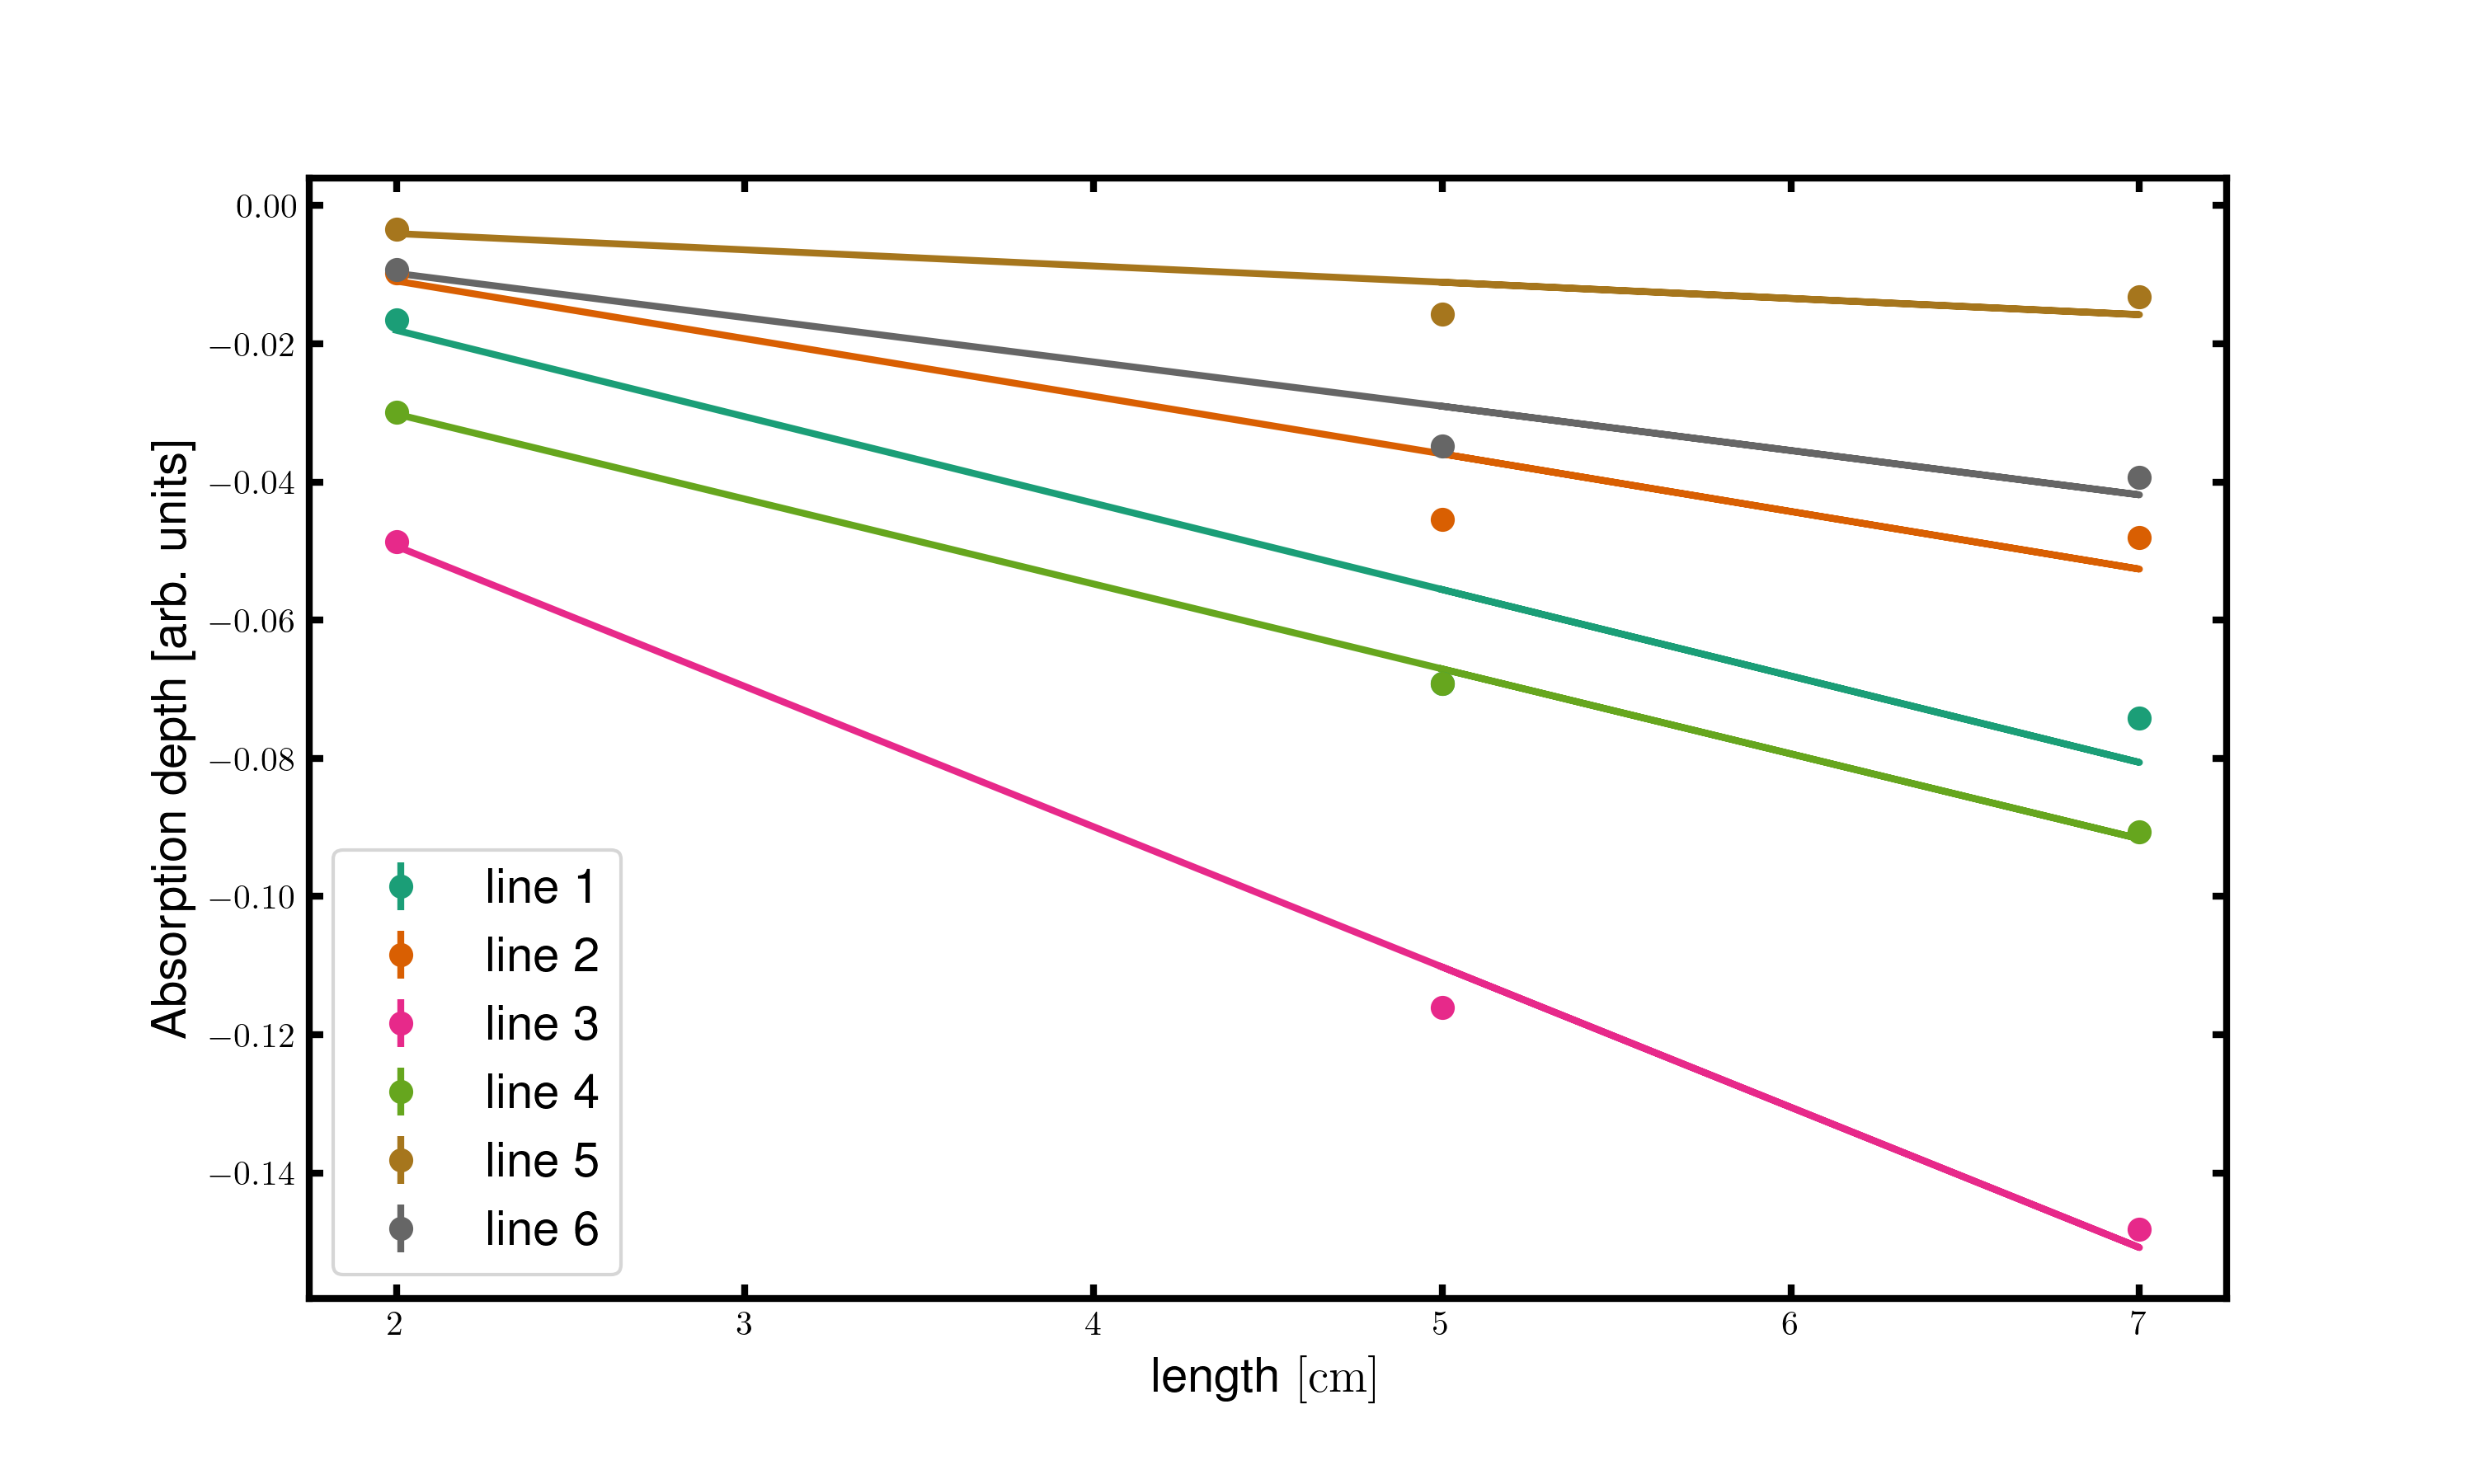 0.00
−0.02
−0.04
−0.06
−0.08
−0.10
−0.12
−0.14
Absorption depth [arb. units]
line 1
line 2
line 3
line 4
line 5
line 6
2 3 4 5 6 7
length [cm]